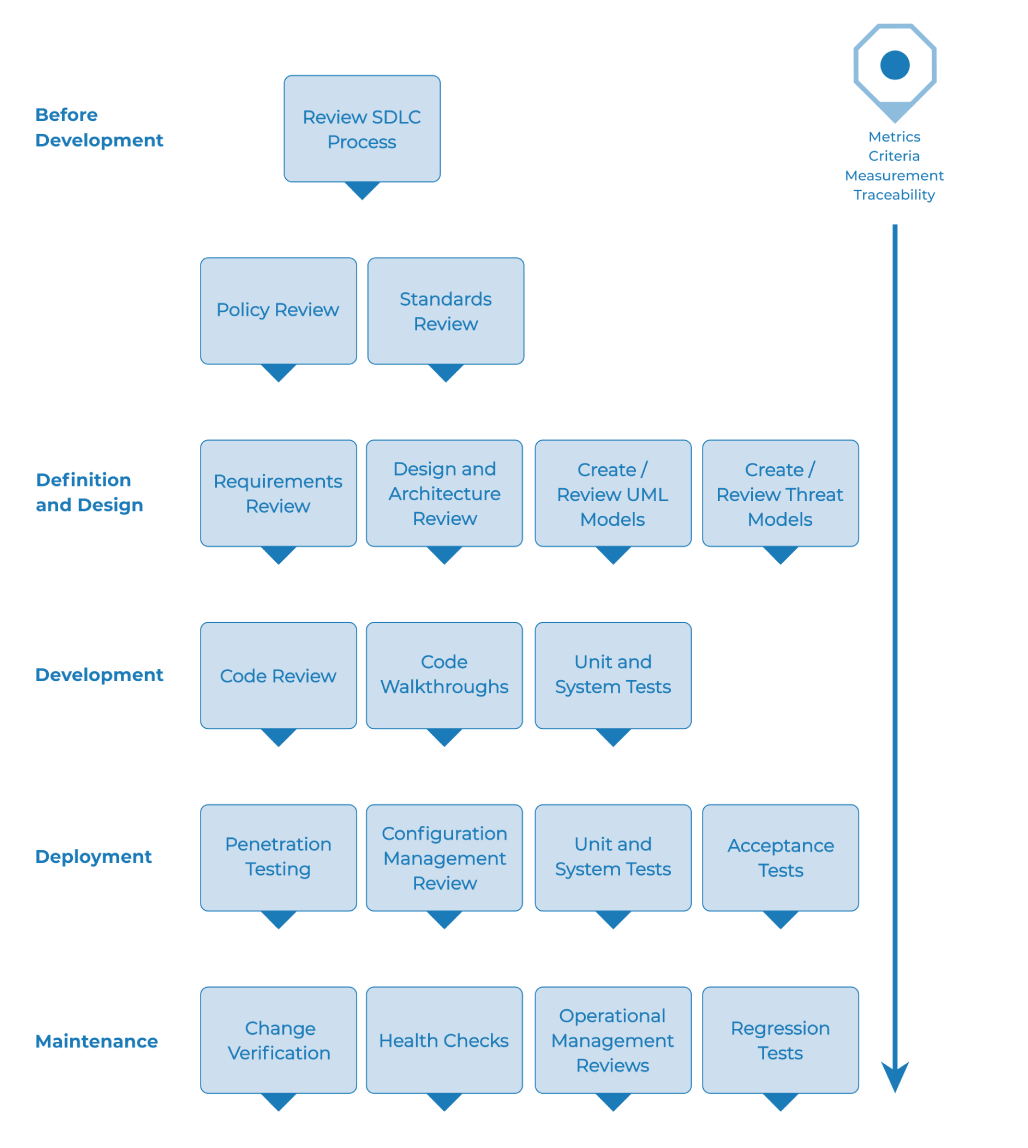 Metrics
Criteria
Measurement
Traceability
Before
Development
Review SDLC
Process
Policy Review
Standards
Review
Definition
and Design
Requirements
Review
Design and
Architecture
Review
Create /
Review UML
Models
Create /
Review Threat
Models
Development
Code Review
Code
Walkthroughs
Unit and
System Tests
Deployment
Penetration
Testing
Configuration
Management
Review
Unit and
System Tests
Acceptance
Tests
Maintenance
Change
Verification
Health Checks
Operational
Management
Reviews
Regression
Tests